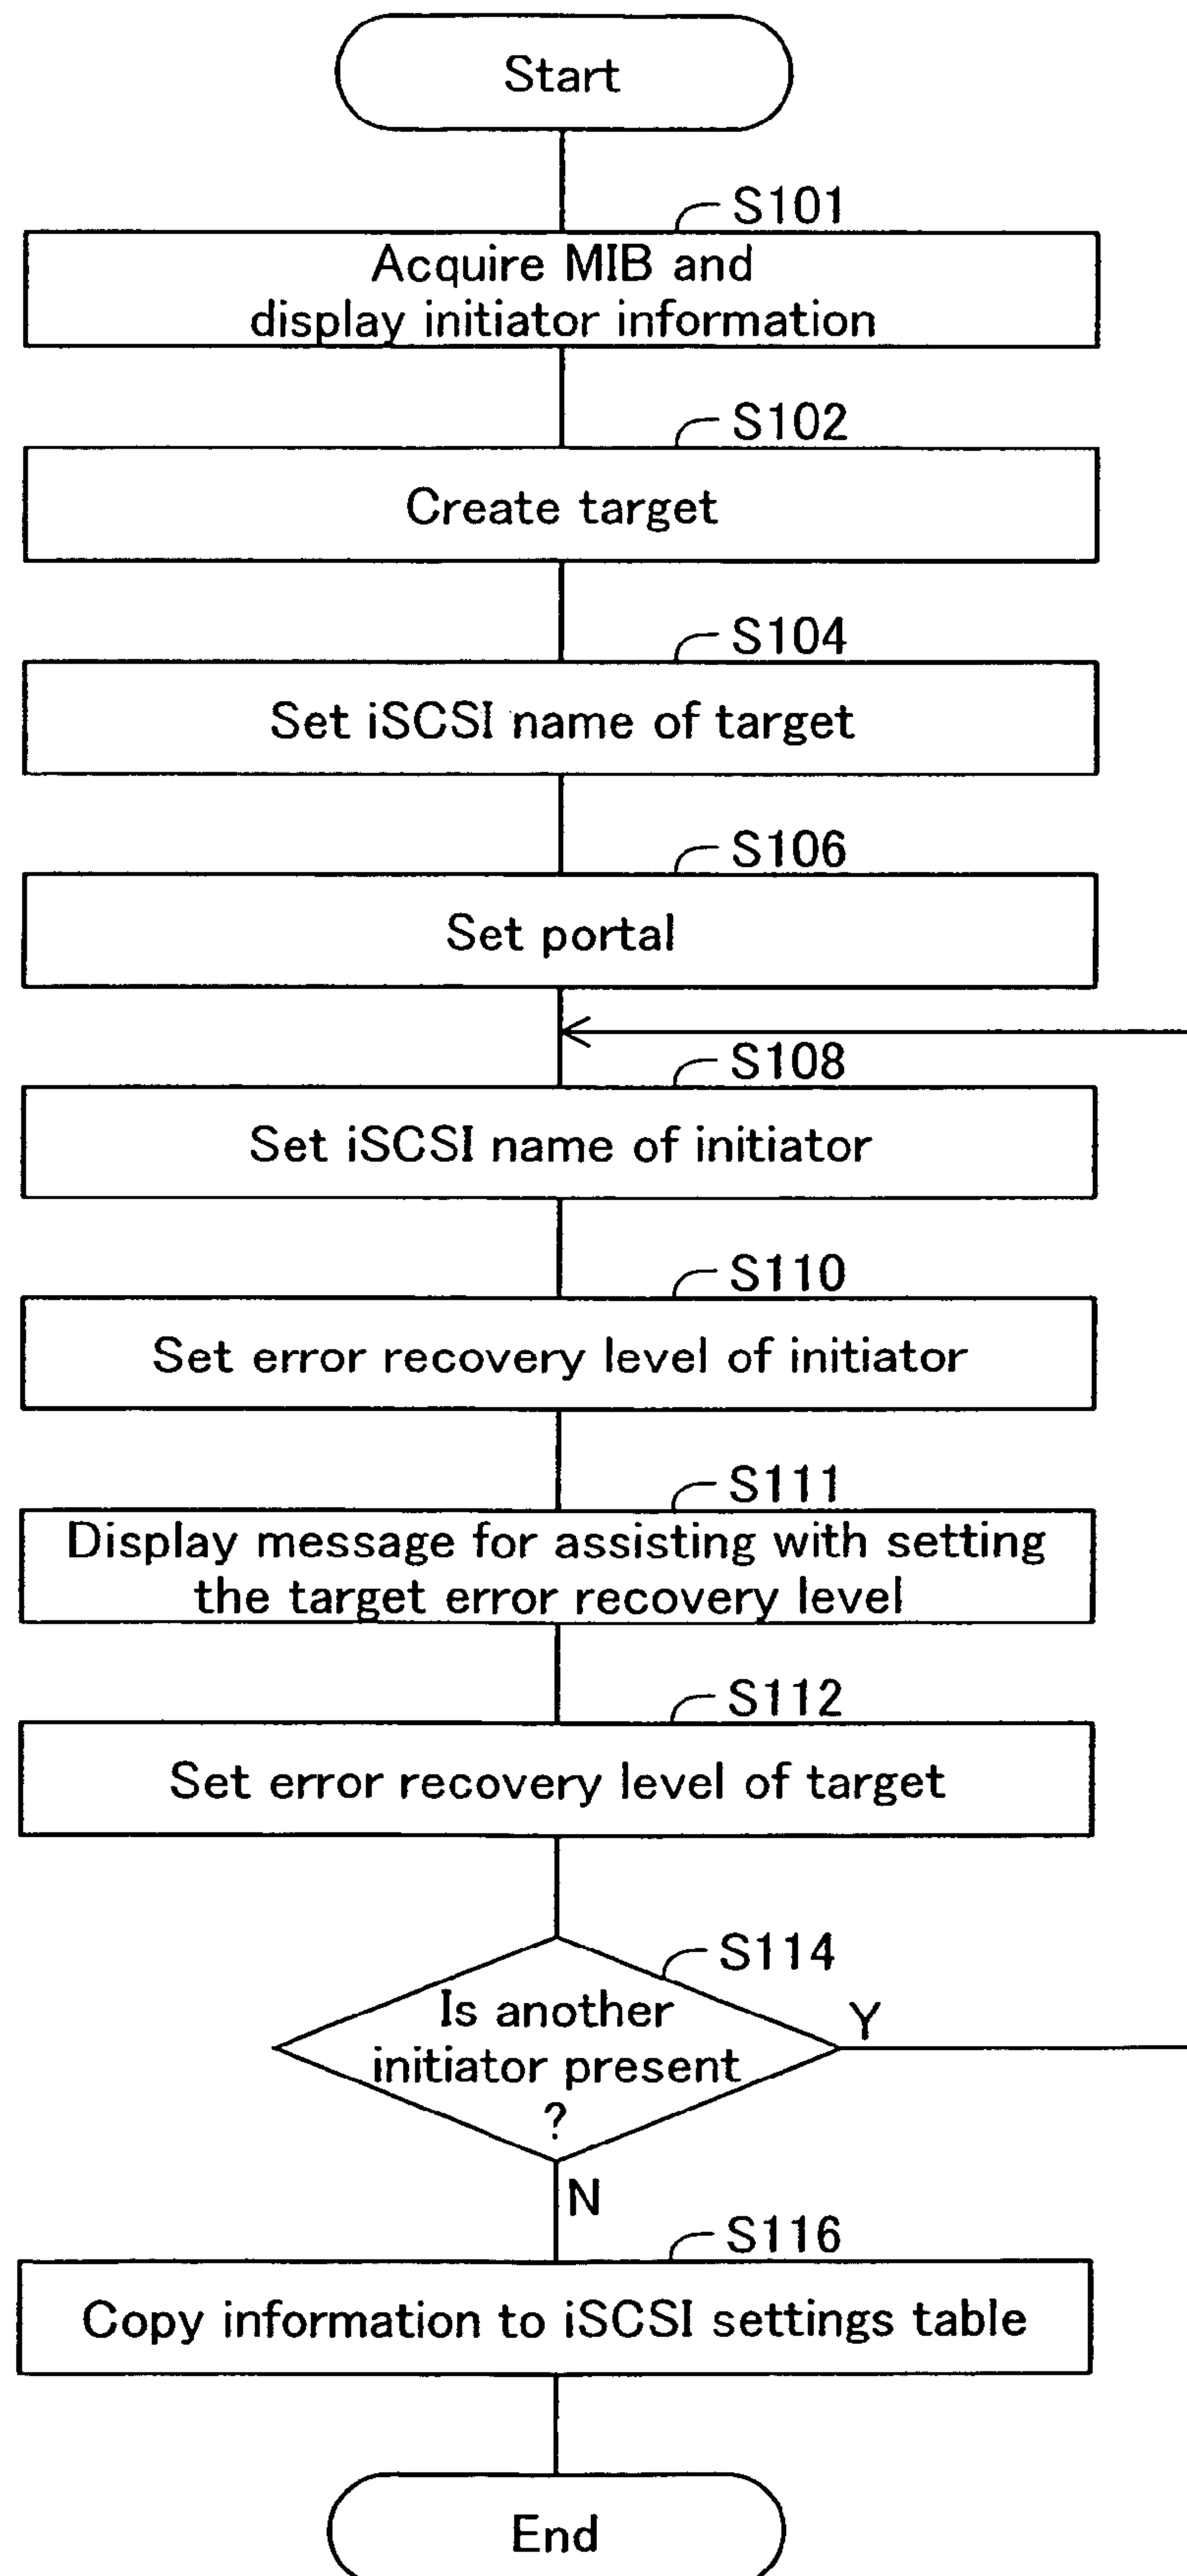 Start
S101
Acquire MIB and
display initiator information
S102
Create target
S104
Set iSCSI name of target
S106
Set portal
S108
Set iSCSI name of initiator
S110
Set error recovery level of initiator
S111
Display message for assisting with setting
the target error recovery level
S112
Set error recovery level of target
S114
Is another
initiator present
?
Y
N
S116
Copy information to iSCSI settings table
End